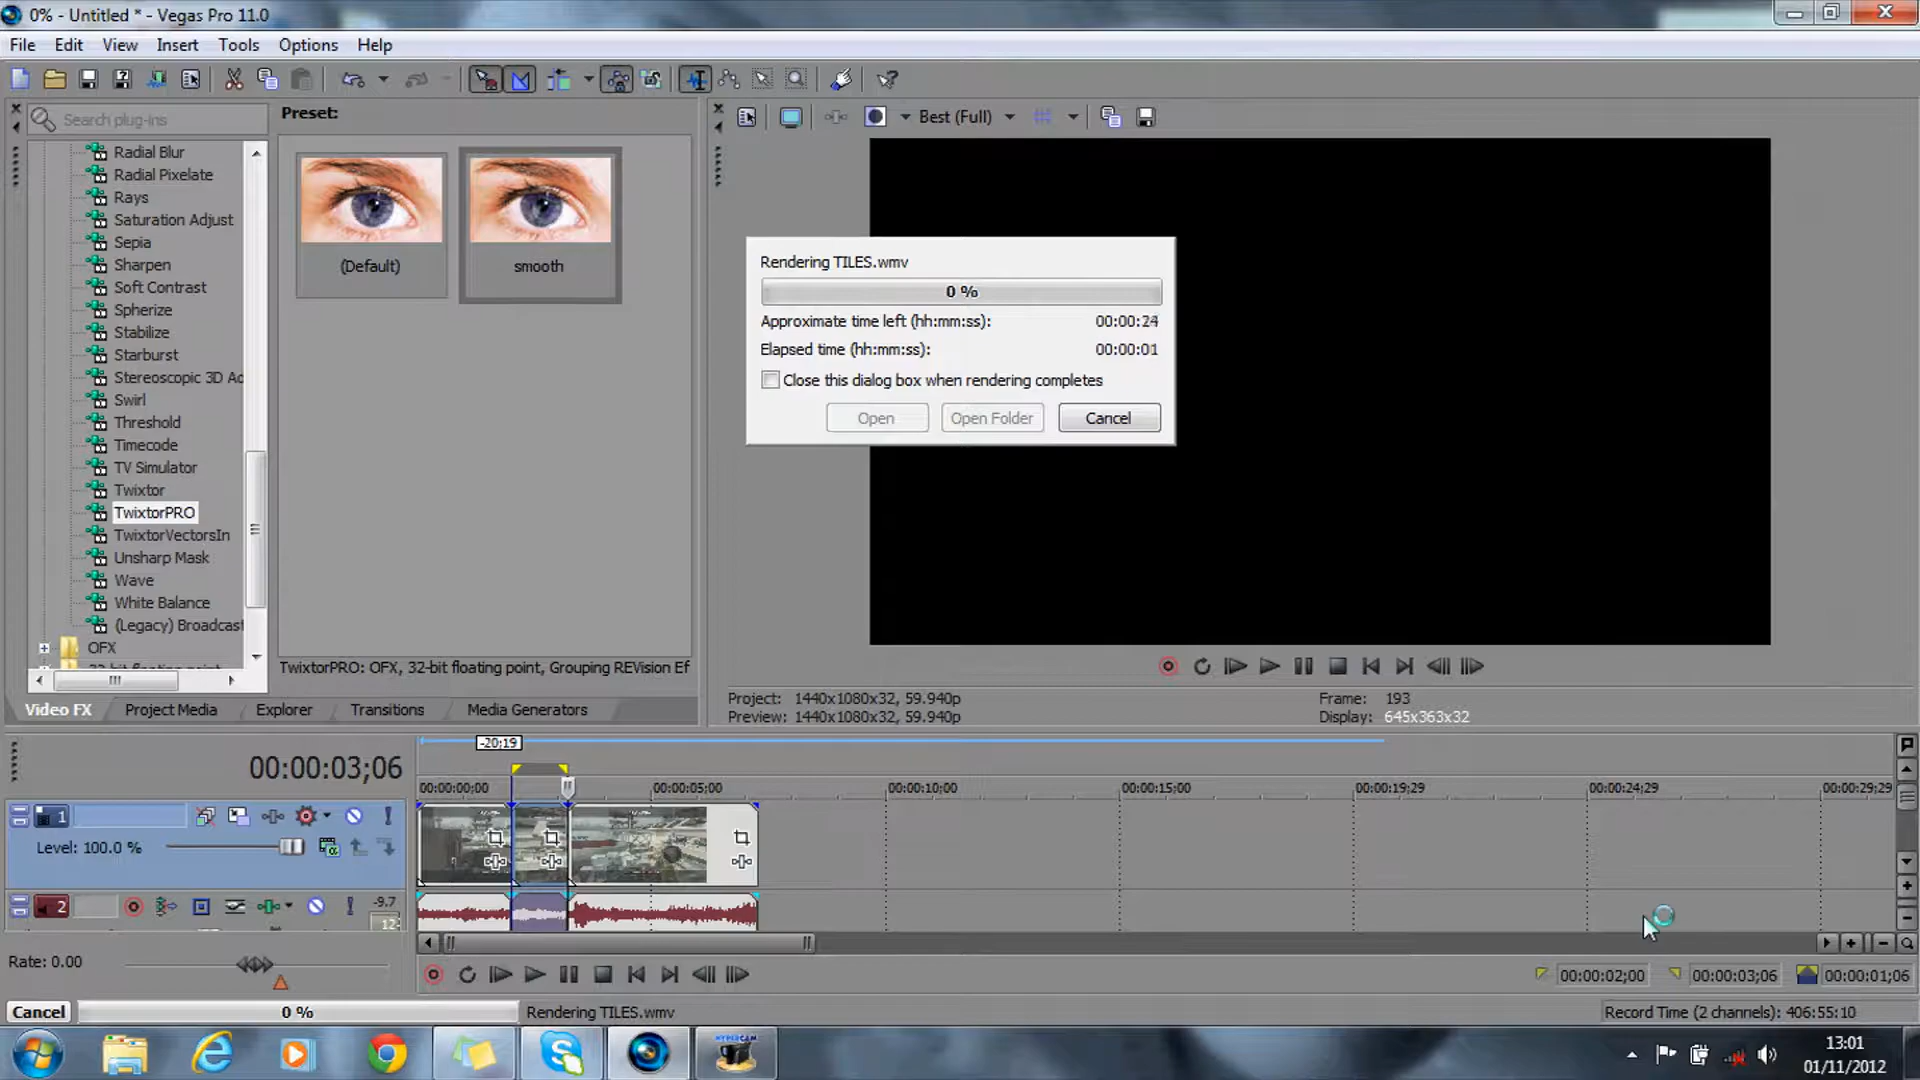 0% - Untitled * - Vegas Pro 11.0
File Edit View Insert Tools Options Help
Search plug-ins
Preset:
Best (Full)
Radial Blur
Radial Pixelate
Rays
Saturation Adjust
Sepia
Sharpen
Soft Contrast
Spherize
Stabilize
Starburst
Stereoscopic 3D Ac
Swirl
Threshold
Timecode
TV Simulator
Twixtor
TwixtorPRO
TwixtorVectorsIn
Unsharp Mask
Wave
White Balance
(Legacy) Broadcast
OFX
(Default)
smooth
TwixtorPRO: OFX, 32-bit floating point, Grouping REVision Ef
Rendering TILES.wmv
0 %
Approximate time left (hh:mm:ss): 00:00:24
Elapsed time (hh:mm:ss): 00:00:01
Close this dialog box when rendering completes
Open Open Folder Cancel
Video FX Project Media Explorer Transitions Media Generators
Project: 1440x1080x32, 59.940p
Preview: 1440x1080x32, 59.940p
Frame: 193
Display: 645x363x32
-20;19
00:00:03;06
00:00:00;00 00:00:05;00 00:00:10;00 00:00:15;00 00:00:19;29 00:00:24;29 00:00:29;29
1
Level: 100.0 %
2
-9.7
12
Rate: 0.00
00:00:02;00 00:00:03;06 00:00:01;06
Cancel 0 % Rendering TILES.wmv
Record Time (2 channels): 406:55:10
HYPERCAM
13:01
01/11/2012